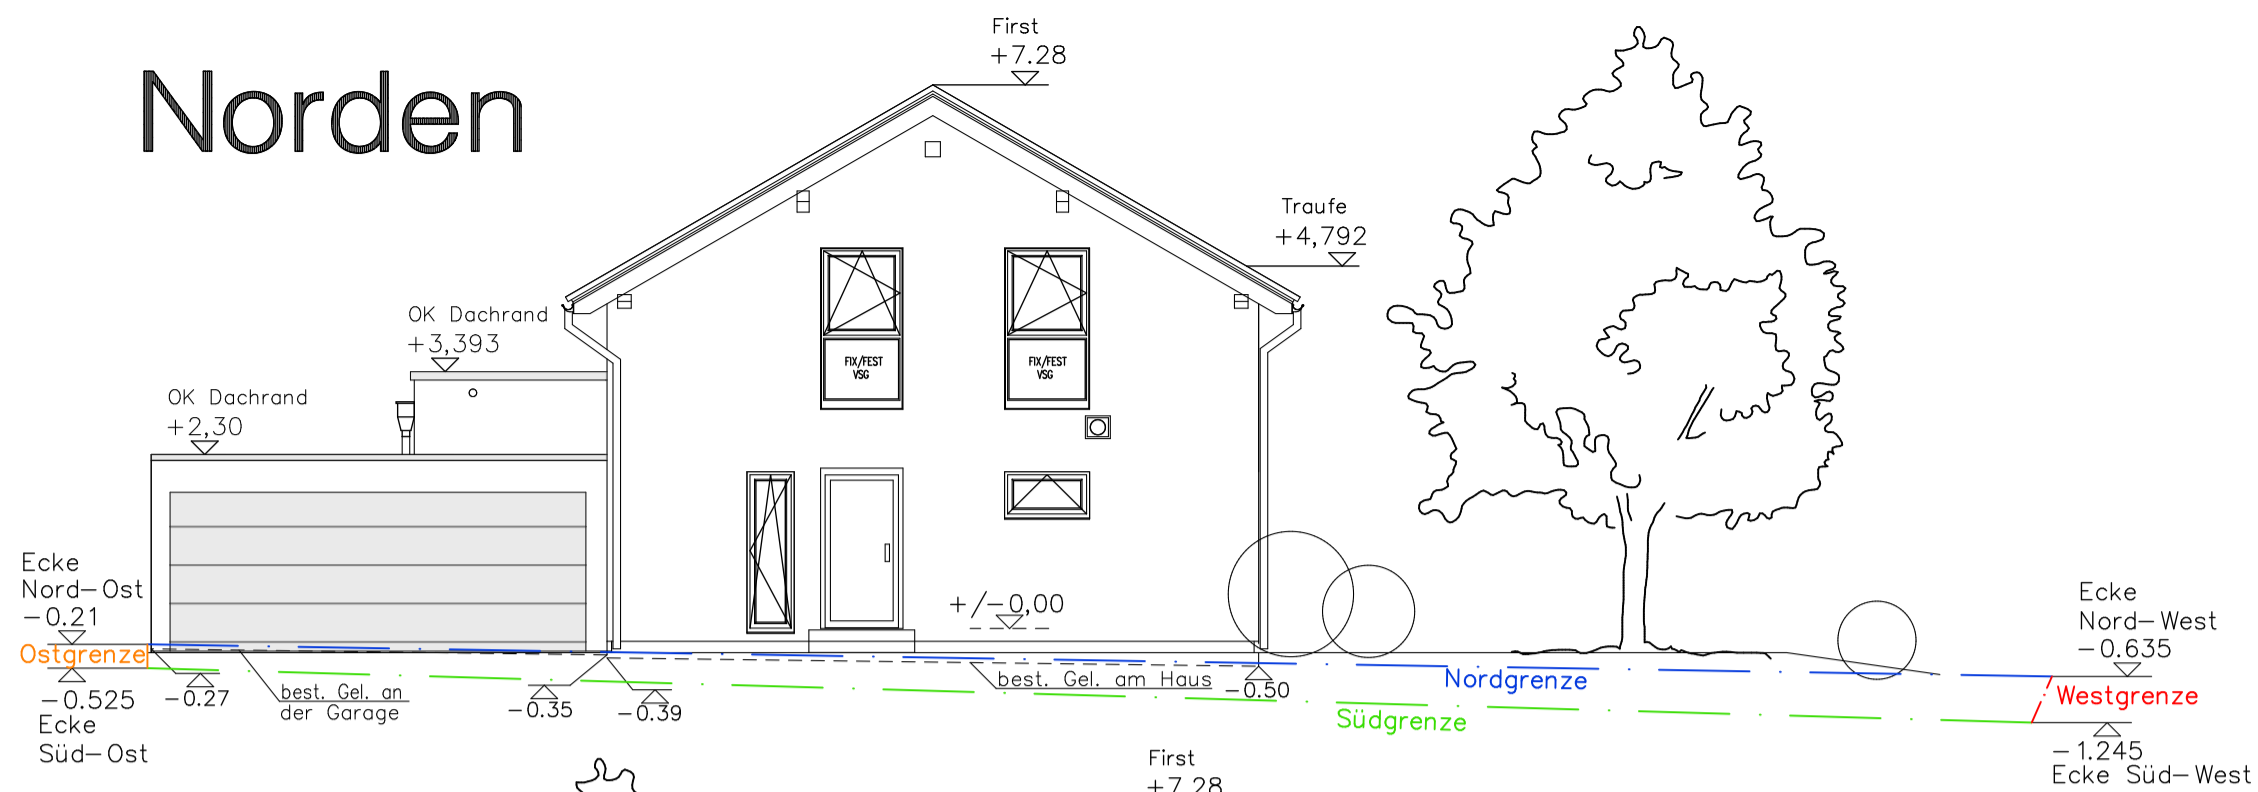 Norden
First
+7.28
Traufe
+4,792
OK Dachrand
+3,393
OK Dachrand
+2,30
FIX/FEST
VSG
FIX/FEST
VSG
+/-0,00
Ecke
Nord-Ost
-0.21
Ostgrenze
-0.525
Ecke
Süd-Ost
-0.27
best. Gel. an
der Garage
-0.35
-0.39
best. Gel. am Haus
-0.50
Nordgrenze
Südgrenze
Ecke
Nord-West
-0.635
Westgrenze
-1.245
Ecke Süd-West
First
+7.28